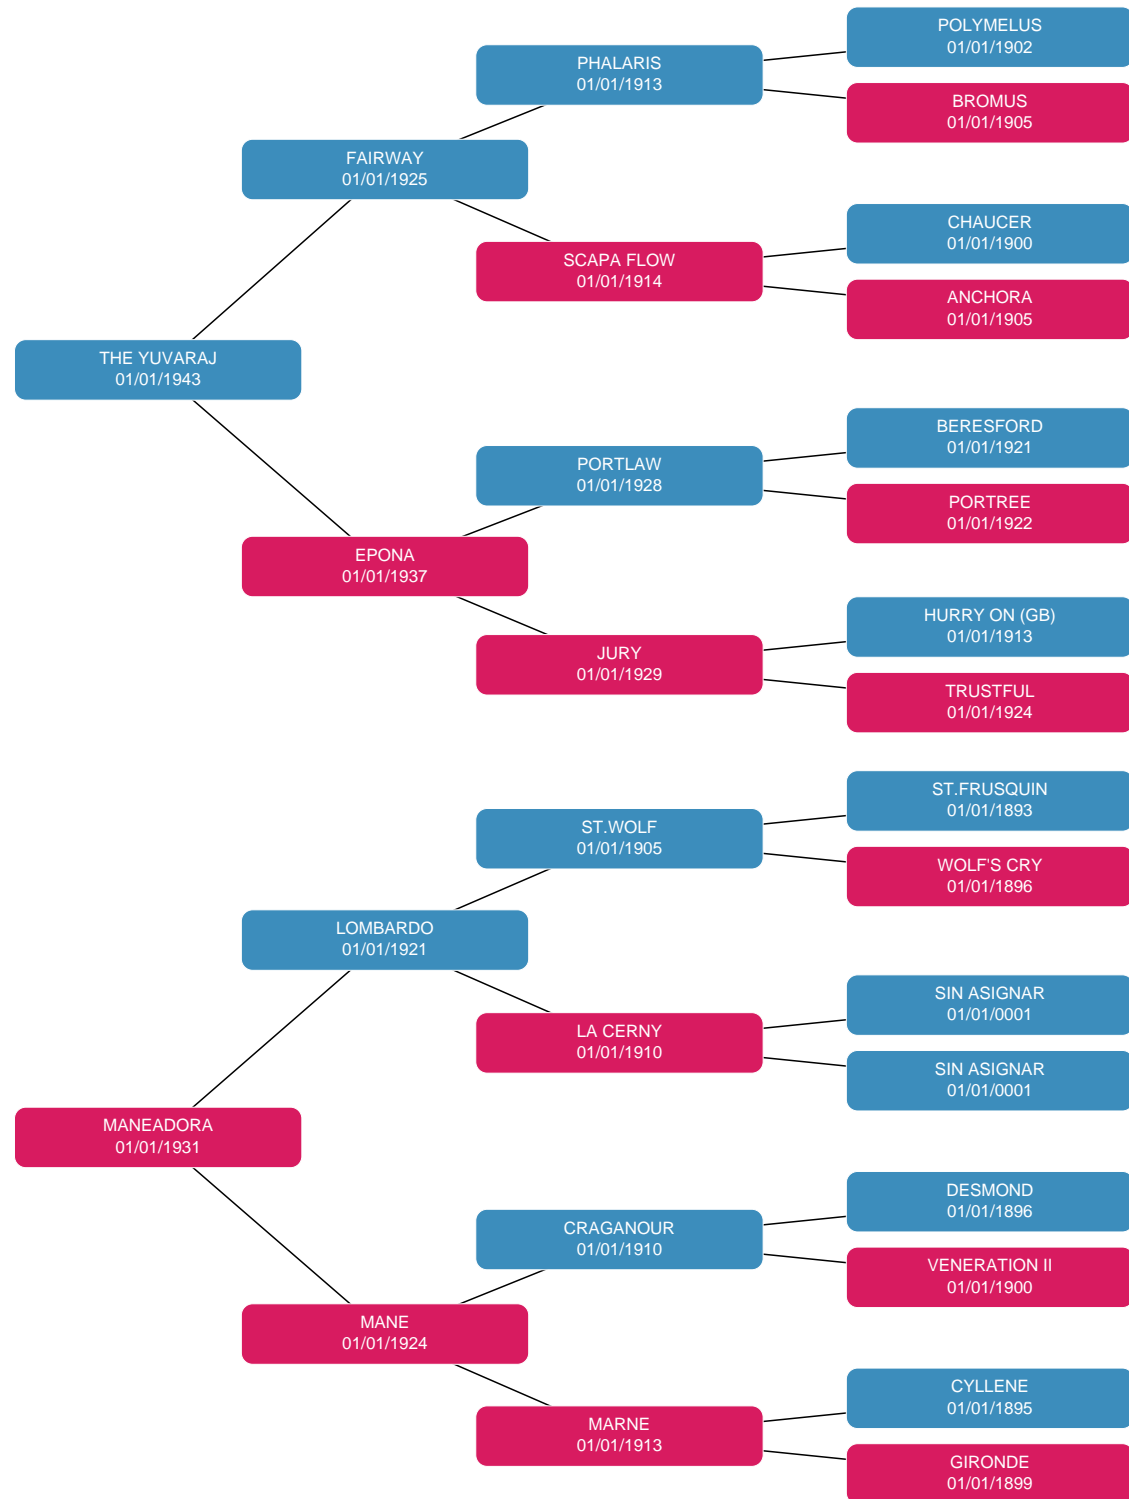 POLYMELUS
01/01/1902
PHALARIS
01/01/1913
BROMUS
01/01/1905
FAIRWAY
01/01/1925
CHAUCER
01/01/1900
SCAPA FLOW
01/01/1914
ANCHORA
01/01/1905
THE YUVARAJ
01/01/1943
BERESFORD
01/01/1921
PORTLAW
01/01/1928
PORTREE
01/01/1922
EPONA
01/01/1937
HURRY ON (GB)
01/01/1913
JURY
01/01/1929
TRUSTFUL
01/01/1924
ST.FRUSQUIN
01/01/1893
ST.WOLF
01/01/1905
WOLF'S CRY
01/01/1896
LOMBARDO
01/01/1921
SIN ASIGNAR
01/01/0001
LA CERNY
01/01/1910
SIN ASIGNAR
01/01/0001
MANEADORA
01/01/1931
DESMOND
01/01/1896
CRAGANOUR
01/01/1910
VENERATION II
01/01/1900
MANE
01/01/1924
CYLLENE
01/01/1895
MARNE
01/01/1913
GIRONDE
01/01/1899